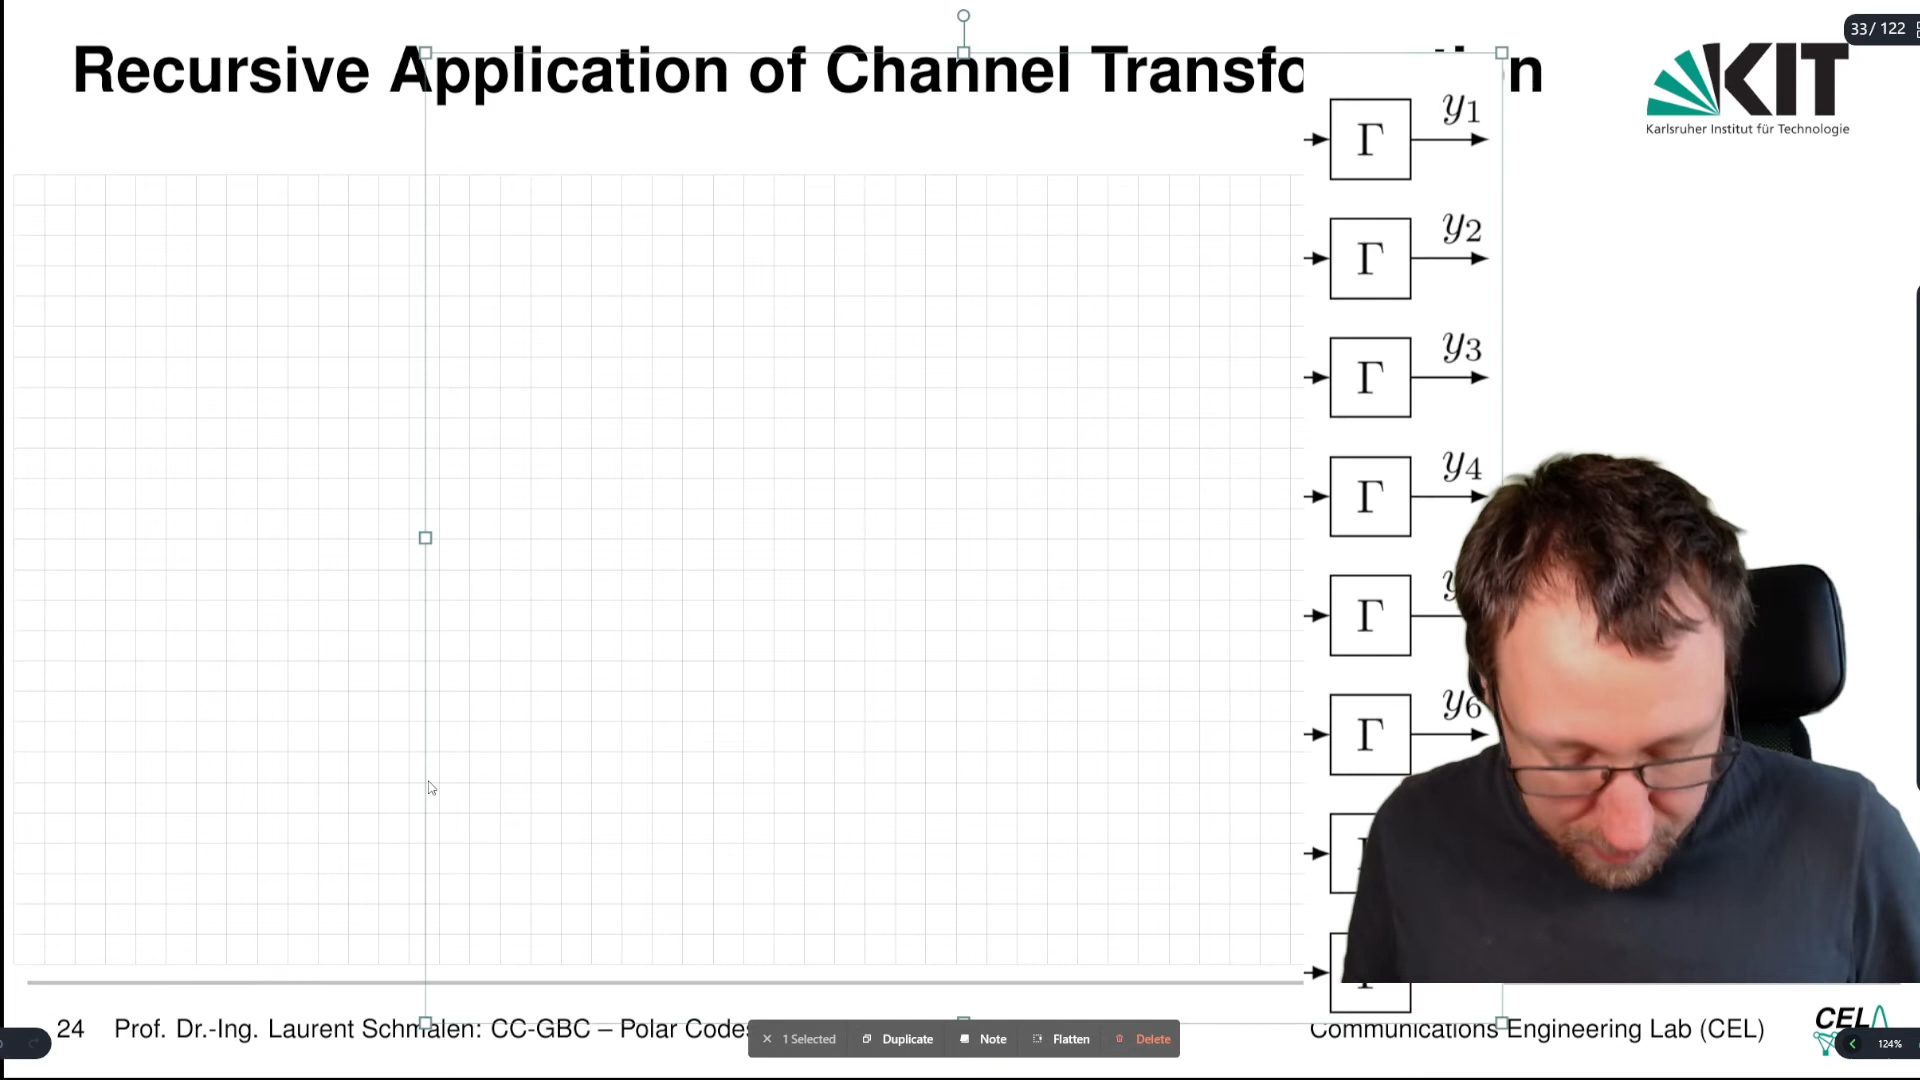 33/ 122
Recursive Application of Channel Transfo n
KIT
Karlsruher Institut für Technologie
Γ y1
Γ y2
Γ y3
Γ y4
Γ
Γ y6
24 Prof. Dr.-Ing. Laurent Schmalen: CC-GBC – Polar Codes
Communications Engineering Lab (CEL)
CEL
1 Selected Duplicate Note Flatten Delete
124%